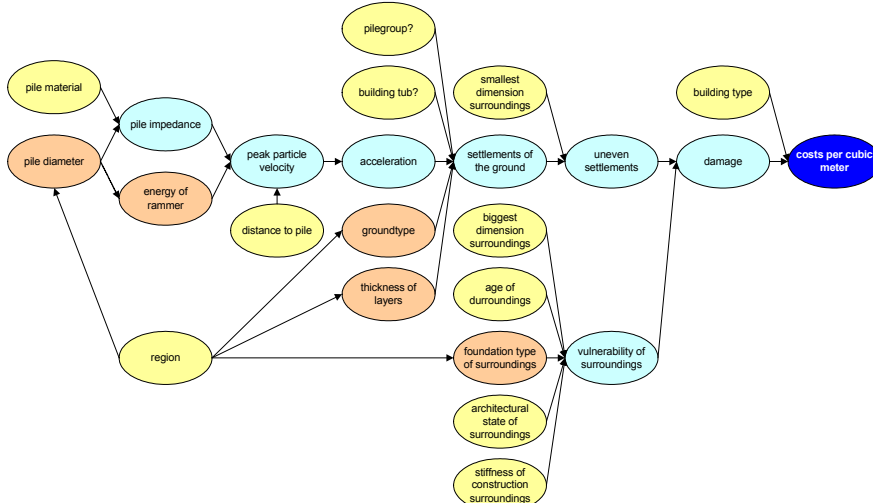 pilegroup?
pile material
building tub?
smallest
dimension
surroundings
building type
pile impedance
pile diameter
peak particle
velocity
acceleration
settlements of
the ground
uneven
settlements
damage
costs per cubic
meter
energy of
rammer
distance to pile
groundtype
biggest
dimension
surroundings
thickness of
layers
age of
durroundings
region
foundation type
of surroundings
vulnerability of
surroundings
architectural
state of
surroundings
stiffness of
construction
surroundings